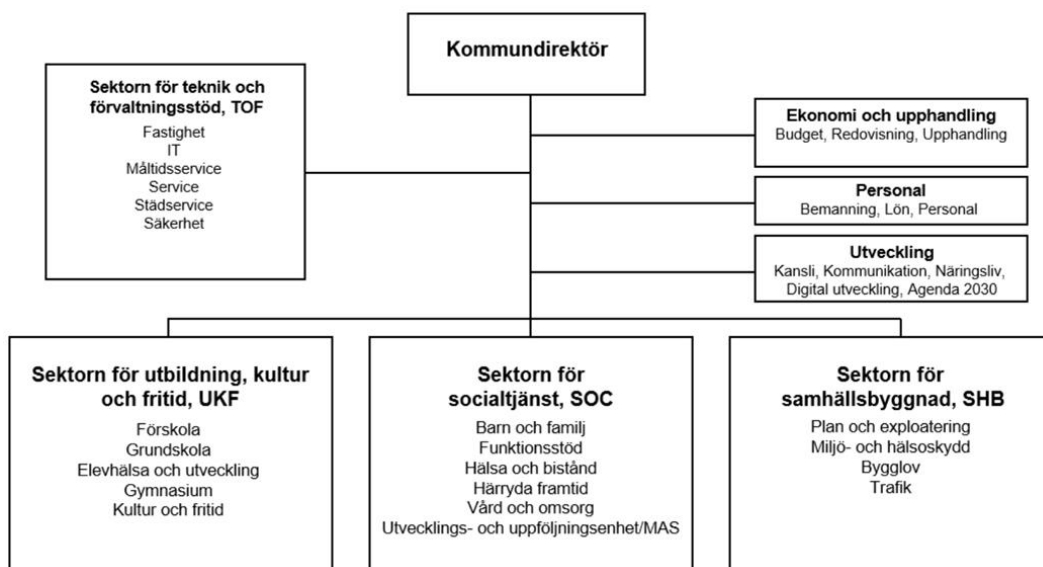 Kommundirektör
Sektorn för teknik och
förvaltningsstöd, TOF
Fastighet
IT
Måltidsservice
Service
Städservice
Säkerhet
Ekonomi och upphandling
Budget, Redovisning, Upphandling
Personal
Bemanning, Lön, Personal
Utveckling
Kansli, Kommunikation, Näringsliv,
Digital utveckling, Agenda 2030
Sektorn för utbildning, kultur
och fritid, UKF
Förskola
Grundskola
Elevhälsa och utveckling
Gymnasium
Kultur och fritid
Sektorn för
socialtjänst, SOC
Barn och familj
Funktionsstöd
Hälsa och bistånd
Härryda framtid
Vård och omsorg
Utvecklings- och uppföljningsenhet/MAS
Sektorn för
samhällsbyggnad, SHB
Plan och exploatering
Miljö- och hälsoskydd
Bygglov
Trafik